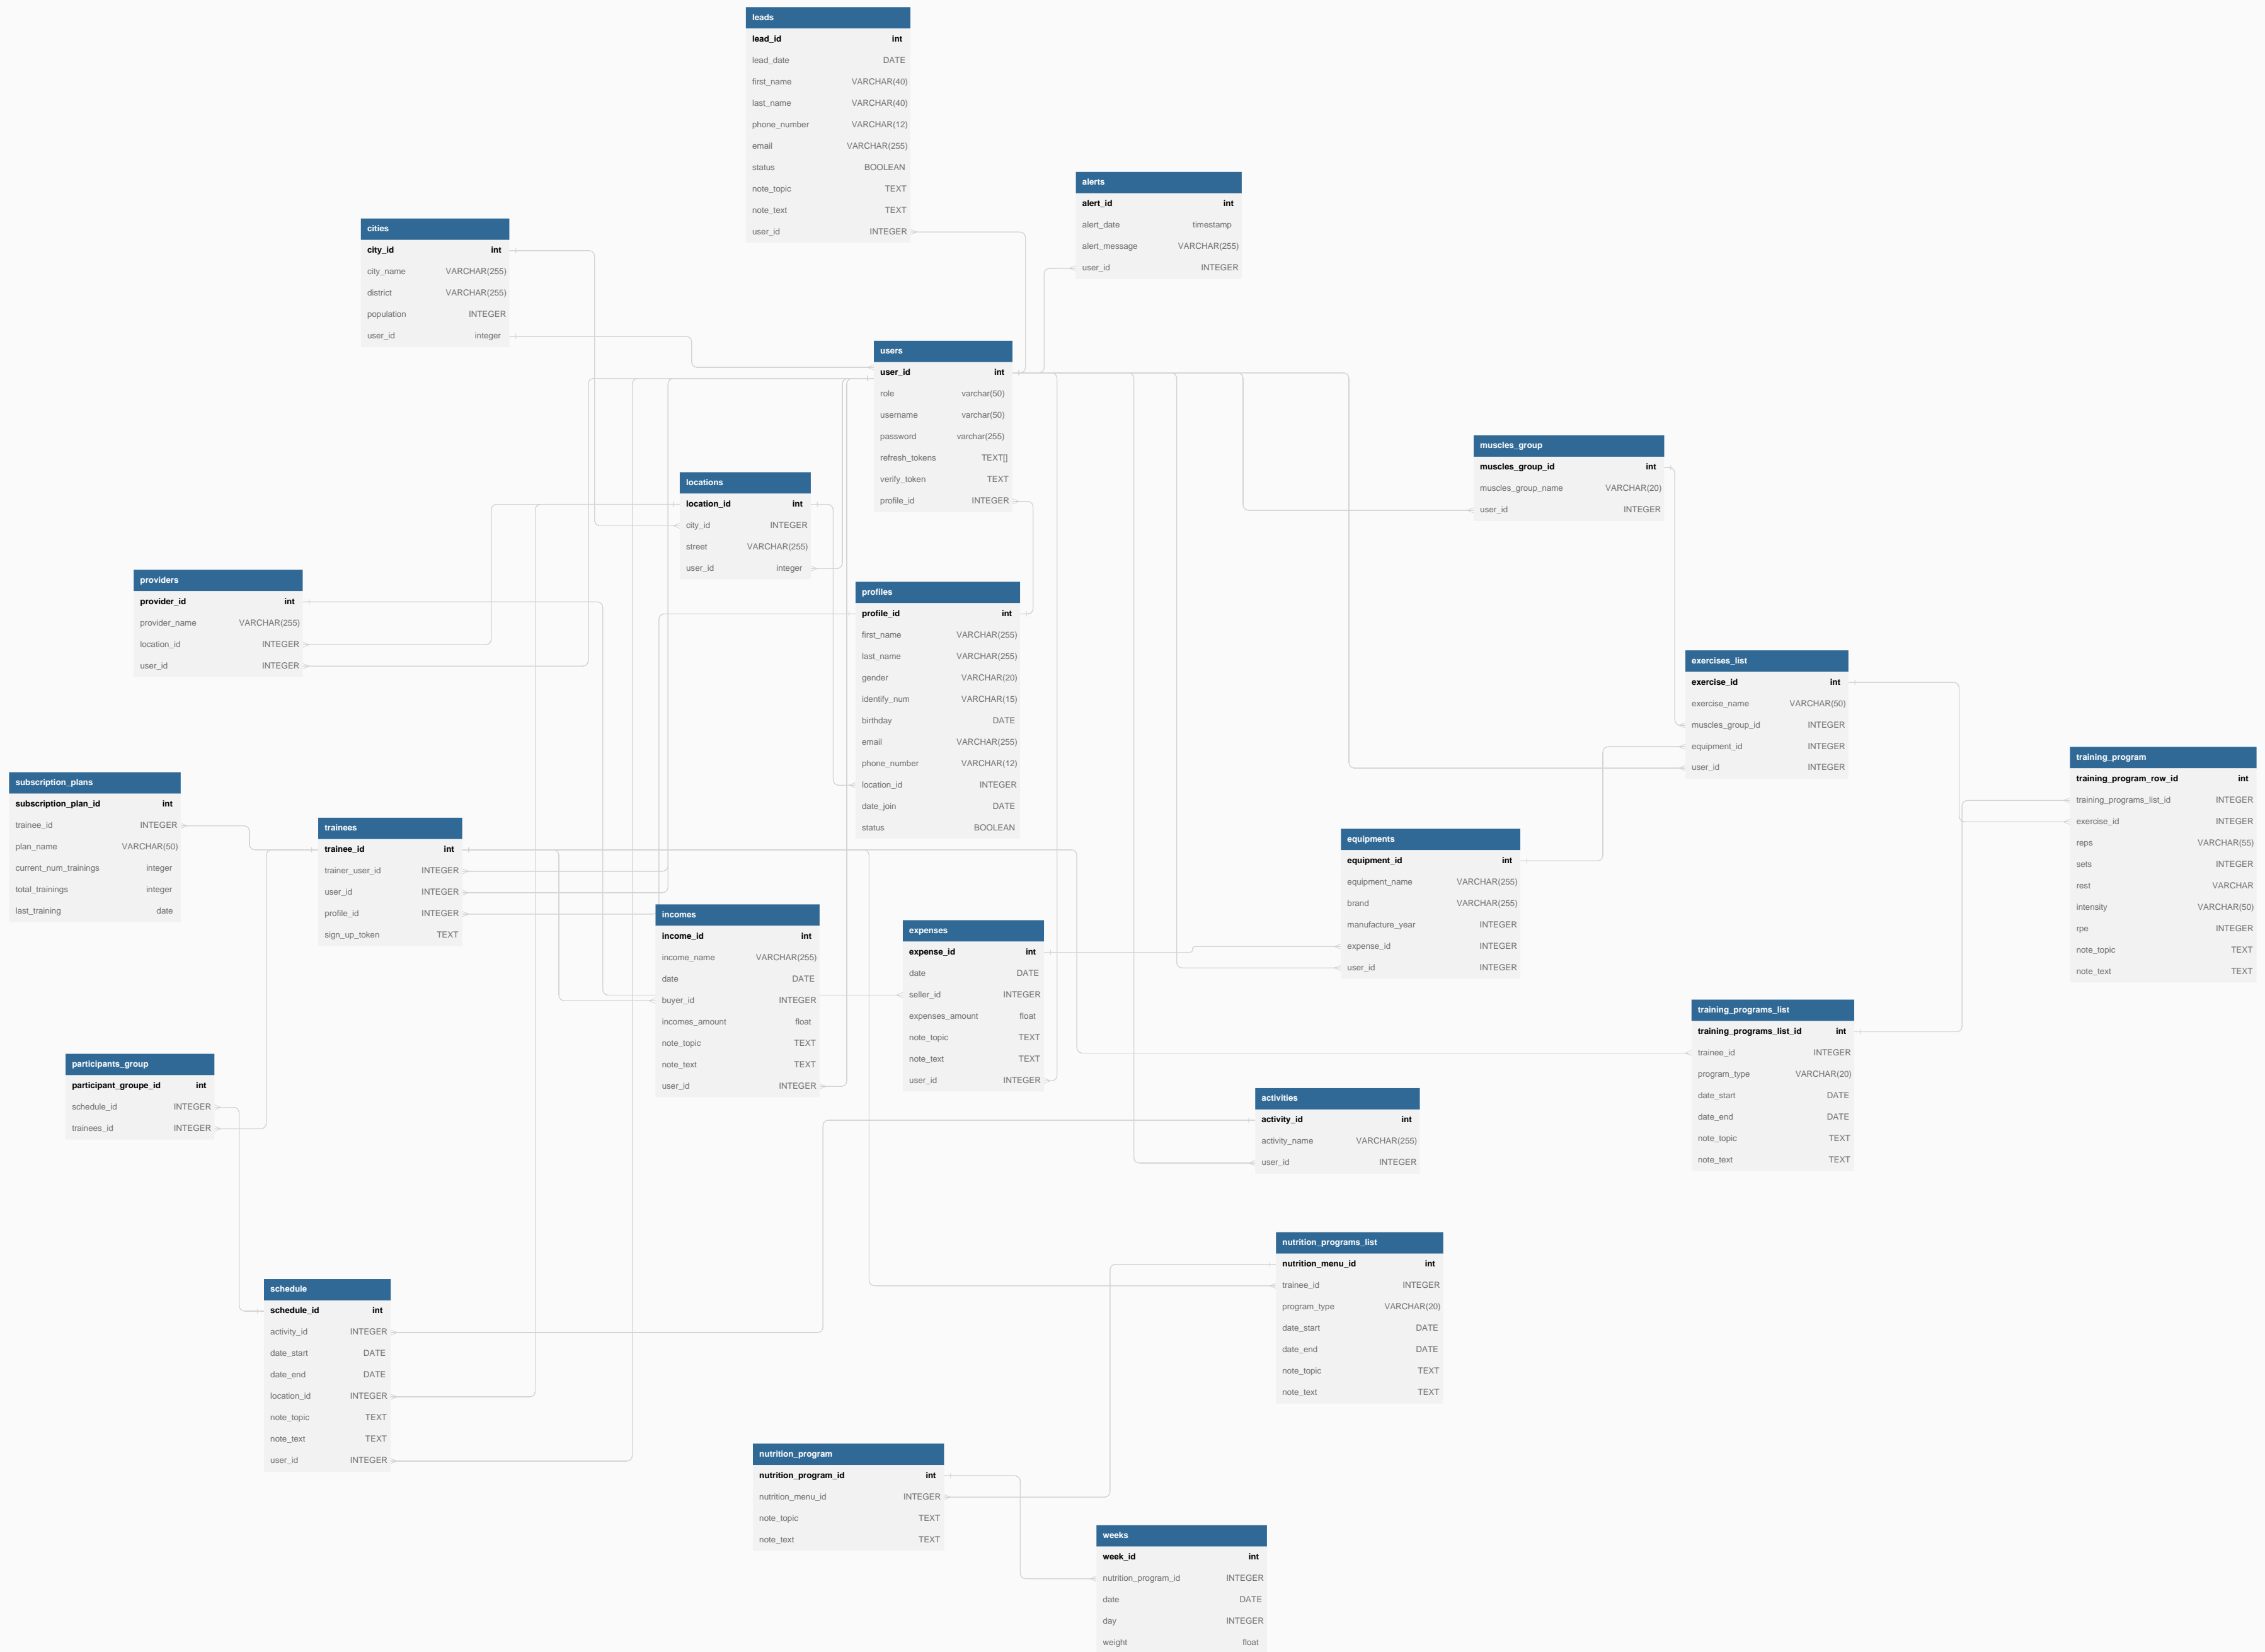 leads
lead_id int
lead_date DATE
first_name VARCHAR(40)
last_name VARCHAR(40)
phone_number VARCHAR(12)
email VARCHAR(255)
status BOOLEAN
note_topic TEXT
note_text TEXT
user_id INTEGER
alerts
alert_id int
alert_date timestamp
alert_message VARCHAR(255)
user_id INTEGER
cities
city_id int
city_name VARCHAR(255)
district VARCHAR(255)
population INTEGER
user_id integer
users
user_id int
role varchar(50)
username varchar(50)
password varchar(255)
refresh_tokens TEXT[]
verify_token TEXT
profile_id INTEGER
muscles_group
muscles_group_id int
muscles_group_name VARCHAR(20)
user_id INTEGER
locations
location_id int
city_id INTEGER
street VARCHAR(255)
user_id integer
providers
provider_id int
provider_name VARCHAR(255)
location_id INTEGER
user_id INTEGER
profiles
profile_id int
first_name VARCHAR(255)
last_name VARCHAR(255)
gender VARCHAR(20)
identify_num VARCHAR(15)
birthday DATE
email VARCHAR(255)
phone_number VARCHAR(12)
location_id INTEGER
date_join DATE
status BOOLEAN
exercises_list
exercise_id int
exercise_name VARCHAR(50)
muscles_group_id INTEGER
equipment_id INTEGER
user_id INTEGER
training_program
training_program_row_id int
training_programs_list_id INTEGER
exercise_id INTEGER
reps VARCHAR(55)
sets INTEGER
rest VARCHAR
intensity VARCHAR(50)
rpe INTEGER
note_topic TEXT
note_text TEXT
subscription_plans
subscription_plan_id int
trainee_id INTEGER
plan_name VARCHAR(50)
current_num_trainings integer
total_trainings integer
last_training date
trainees
trainee_id int
trainer_user_id INTEGER
user_id INTEGER
profile_id INTEGER
sign_up_token TEXT
equipments
equipment_id int
equipment_name VARCHAR(255)
brand VARCHAR(255)
manufacture_year INTEGER
expense_id INTEGER
user_id INTEGER
incomes
income_id int
income_name VARCHAR(255)
date DATE
buyer_id INTEGER
incomes_amount float
note_topic TEXT
note_text TEXT
user_id INTEGER
expenses
expense_id int
date DATE
seller_id INTEGER
expenses_amount float
note_topic TEXT
note_text TEXT
user_id INTEGER
training_programs_list
training_programs_list_id int
trainee_id INTEGER
program_type VARCHAR(20)
date_start DATE
date_end DATE
note_topic TEXT
note_text TEXT
participants_group
participant_groupe_id int
schedule_id INTEGER
trainees_id INTEGER
activities
activity_id int
activity_name VARCHAR(255)
user_id INTEGER
nutrition_programs_list
nutrition_menu_id int
trainee_id INTEGER
program_type VARCHAR(20)
date_start DATE
date_end DATE
note_topic TEXT
note_text TEXT
schedule
schedule_id int
activity_id INTEGER
date_start DATE
date_end DATE
location_id INTEGER
note_topic TEXT
note_text TEXT
user_id INTEGER
nutrition_program
nutrition_program_id int
nutrition_menu_id INTEGER
note_topic TEXT
note_text TEXT
weeks
week_id int
nutrition_program_id INTEGER
date DATE
day INTEGER
weight float